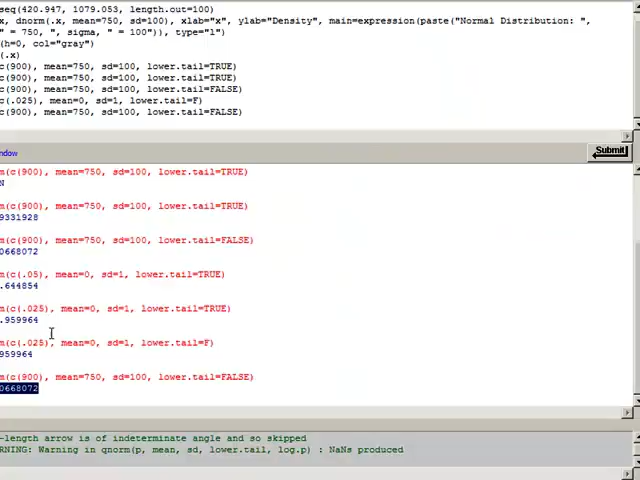 seq(420.947, 1079.053, length.out=100)
x, dnorm(.x, mean=750, sd=100), xlab="x", ylab="Density", main=expression(paste("Normal Distribution: ",
" = 750, ", sigma, " = 100")), type="l")
(h=0, col="gray")
(.x)
c(900), mean=750, sd=100, lower.tail=TRUE)
c(900), mean=750, sd=100, lower.tail=TRUE)
c(900), mean=750, sd=100, lower.tail=FALSE)
c(.025), mean=0, sd=1, lower.tail=F)
c(900), mean=750, sd=100, lower.tail=FALSE)
ndow
Submit
m(c(900), mean=750, sd=100, lower.tail=TRUE)
N
m(c(900), mean=750, sd=100, lower.tail=TRUE)
9331928
m(c(900), mean=750, sd=100, lower.tail=FALSE)
0668072
m(c(.05), mean=0, sd=1, lower.tail=TRUE)
.644854
m(c(.025), mean=0, sd=1, lower.tail=TRUE)
.959964
m(c(.025), mean=0, sd=1, lower.tail=F)
959964
m(c(900), mean=750, sd=100, lower.tail=FALSE)
0668072
-length arrow is of indeterminate angle and so skipped
RNING: Warning in qnorm(p, mean, sd, lower.tail, log.p) : NaNs produced